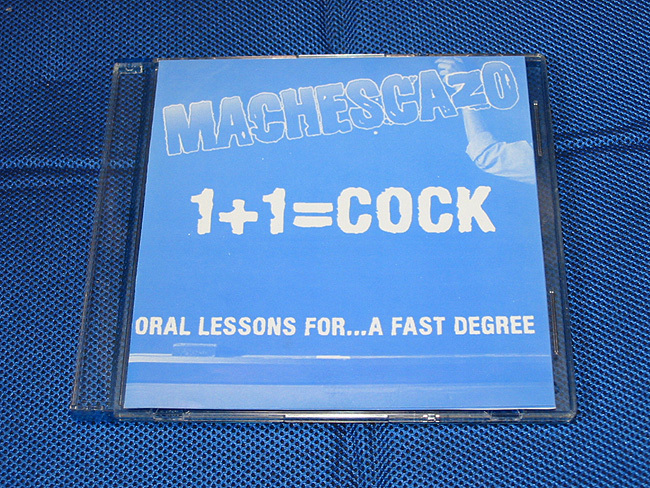 MACHESCAZO
1+1=COCK
ORAL LESSONS FOR...A FAST DEGREE